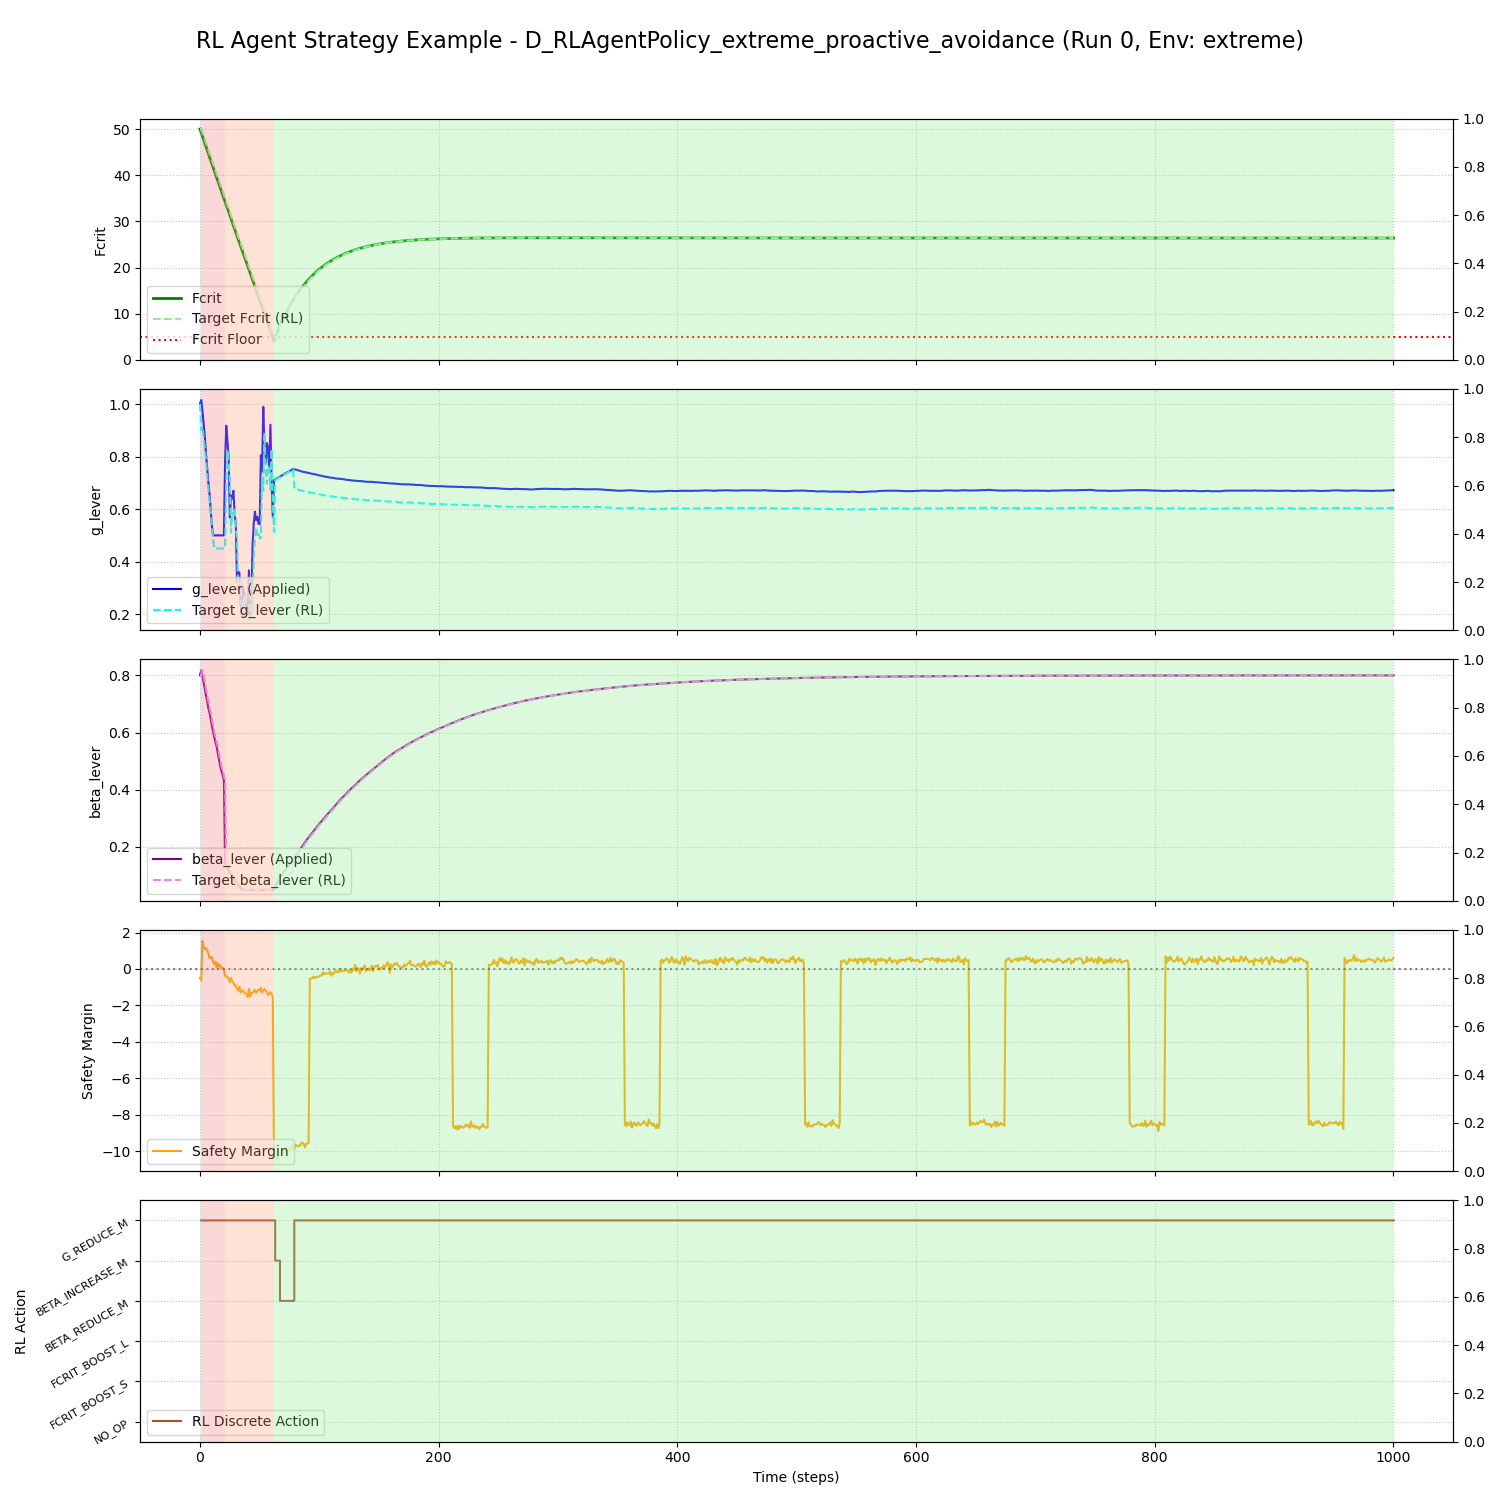 RL Agent Strategy Example - D_RLAgentPolicy_extreme_proactive_avoidance (Run 0, Env: extreme)
Fcrit
50
40
30
20
10
0
1.0
0.8
0.6
0.4
0.2
0.0
Fcrit
Target Fcrit (RL)
Fcrit Floor
g_lever
1.0
0.8
0.6
0.4
0.2
1.0
0.8
0.6
0.4
0.2
0.0
g_lever (Applied)
Target g_lever (RL)
beta_lever
0.8
0.6
0.4
0.2
1.0
0.8
0.6
0.4
0.2
0.0
beta_lever (Applied)
Target beta_lever (RL)
Safety Margin
2
0
−2
−4
−6
−8
−10
1.0
0.8
0.6
0.4
0.2
0.0
Safety Margin
RL Action
G_REDUCE_M
BETA_INCREASE_M
BETA_REDUCE_M
FCRIT_BOOST_L
FCRIT_BOOST_S
NO_OP
1.0
0.8
0.6
0.4
0.2
0.0
RL Discrete Action
0
200
400
600
800
1000
Time (steps)